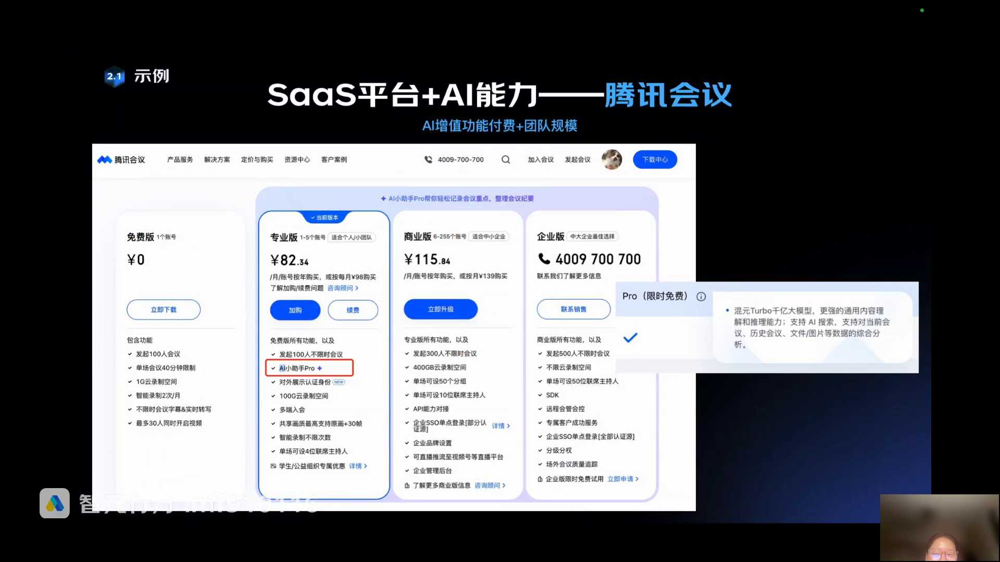 2.1 示例
SaaS平台+AI能力——腾讯会议
AI增值功能付费+团队规模
腾讯会议 产品服务 解决方案 定价与购买 资源中心 客户案例 4009-700-700 加入会议 发起会议 下载中心
AI小助手Pro帮你轻松记录会议重点，整理会议纪要
免费版 1个账号
¥0
立即下载
包含功能
发起100人会议
单场会议40分钟限制
1G云录制空间
智能录制2次/月
不限时会议字幕&实时转写
最多30人同时开启视频
当前版本
专业版 1-5个账号 适合个人/小团队
¥82.34
/月/账号按年购买，或按每月¥98购买
了解加购/续费问题 咨询顾问 >
加购 续费
免费版所有功能，以及
发起100人不限时会议
AI小助手Pro
对外展示认证身份 NEW
100G云录制空间
多端入会
共享画质最高支持原画+30帧
智能录制不限次数
单场可设4位联席主持人
学生/公益组织专属优惠 详情 >
商业版 6-255个账号 适合中小企业
¥115.84
/月/账号按年购买，或按月¥139购买
立即升级
专业版所有功能，以及
发起300人不限时会议
400GB云录制空间
单场可设50个分组
单场可设10位联席主持人
API能力对接
企业SSO单点登录[部分认
证源] 详情 >
企业品牌设置
可直播推流至视频号等直播平台
企业管理后台
了解更多商业版信息 咨询顾问 >
企业版 中大企业最佳选择
4009 700 700
联系我们了解更多信息
联系销售
商业版所有功能，以及
发起500人不限时会议
不限云录制空间
单场可设50位联席主持人
SDK
远程会管会控
专属客户成功服务
企业SSO单点登录[全部认证源]
分级分权
场外会议质量追踪
企业版限时免费试用 立即申请 >
Pro（限时免费）
混元Turbo千亿大模型，更强的通用内容理
解和推理能力；支持 AI 搜索，支持对当前会
议、历史会议、文件/图片等数据的综合分
析。